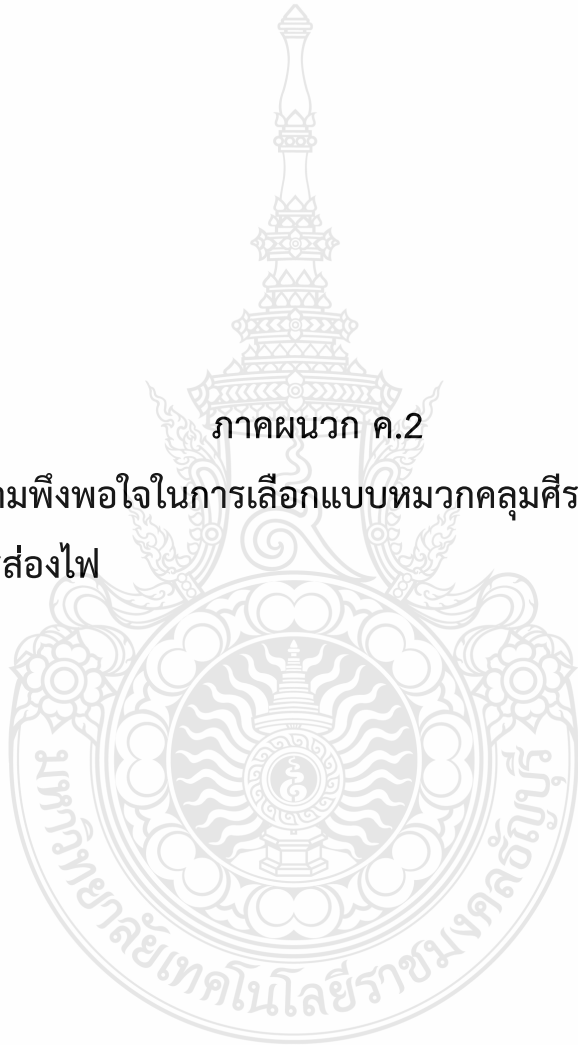 ภาคผนวก ค.2
ามพึงพอใจในการเลือกแบบหมวกคลุมศีร
ส่องไฟ
มหาวิทยาลัยเทคโนโลยีราชมงคลธัญบุรี